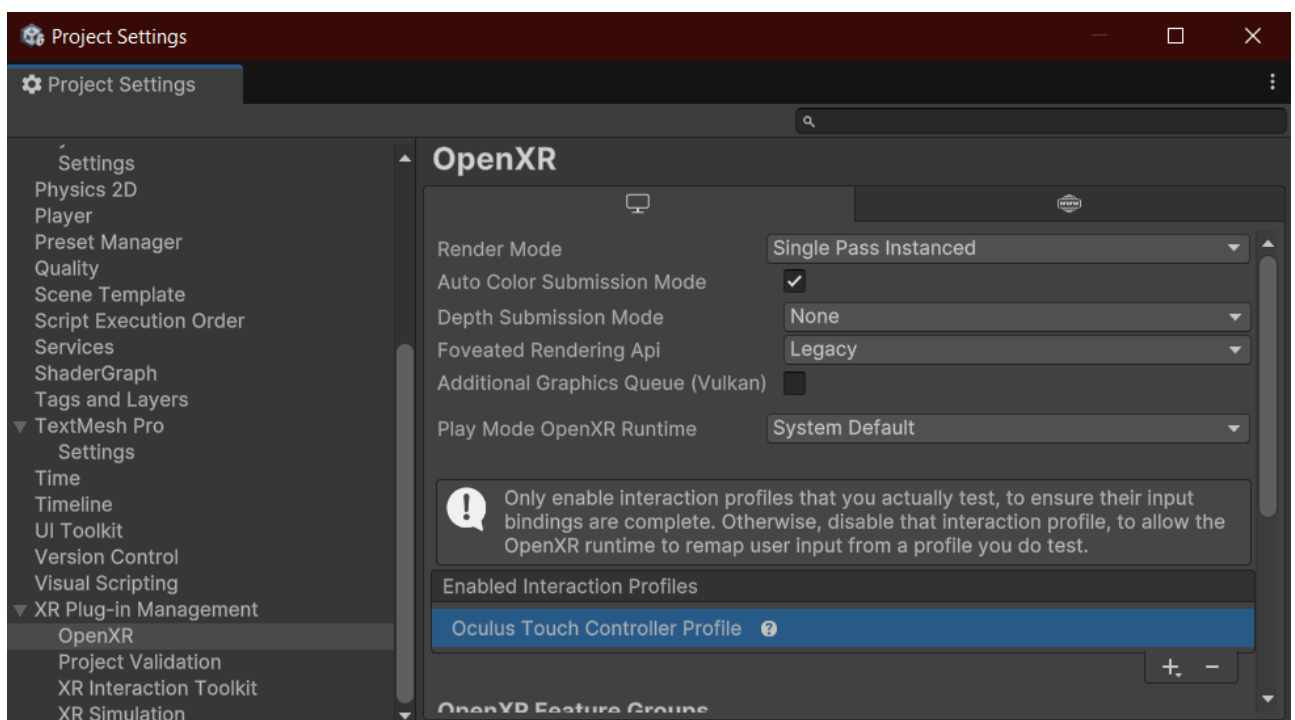 Project Settings
Project Settings
Settings
Physics 2D
Player
Preset Manager
Quality
Scene Template
Script Execution Order
Services
ShaderGraph
Tags and Layers
TextMesh Pro
Settings
Time
Timeline
UI Toolkit
Version Control
Visual Scripting
XR Plug-in Management
OpenXR
Project Validation
XR Interaction Toolkit
XR Simulation
OpenXR
Render Mode
Single Pass Instanced
Auto Color Submission Mode
Depth Submission Mode
None
Foveated Rendering Api
Legacy
Additional Graphics Queue (Vulkan)
Play Mode OpenXR Runtime
System Default
Only enable interaction profiles that you actually test, to ensure their input
bindings are complete. Otherwise, disable that interaction profile, to allow the
OpenXR runtime to remap user input from a profile you do test.
Enabled Interaction Profiles
Oculus Touch Controller Profile
OpenXR Feature Groups